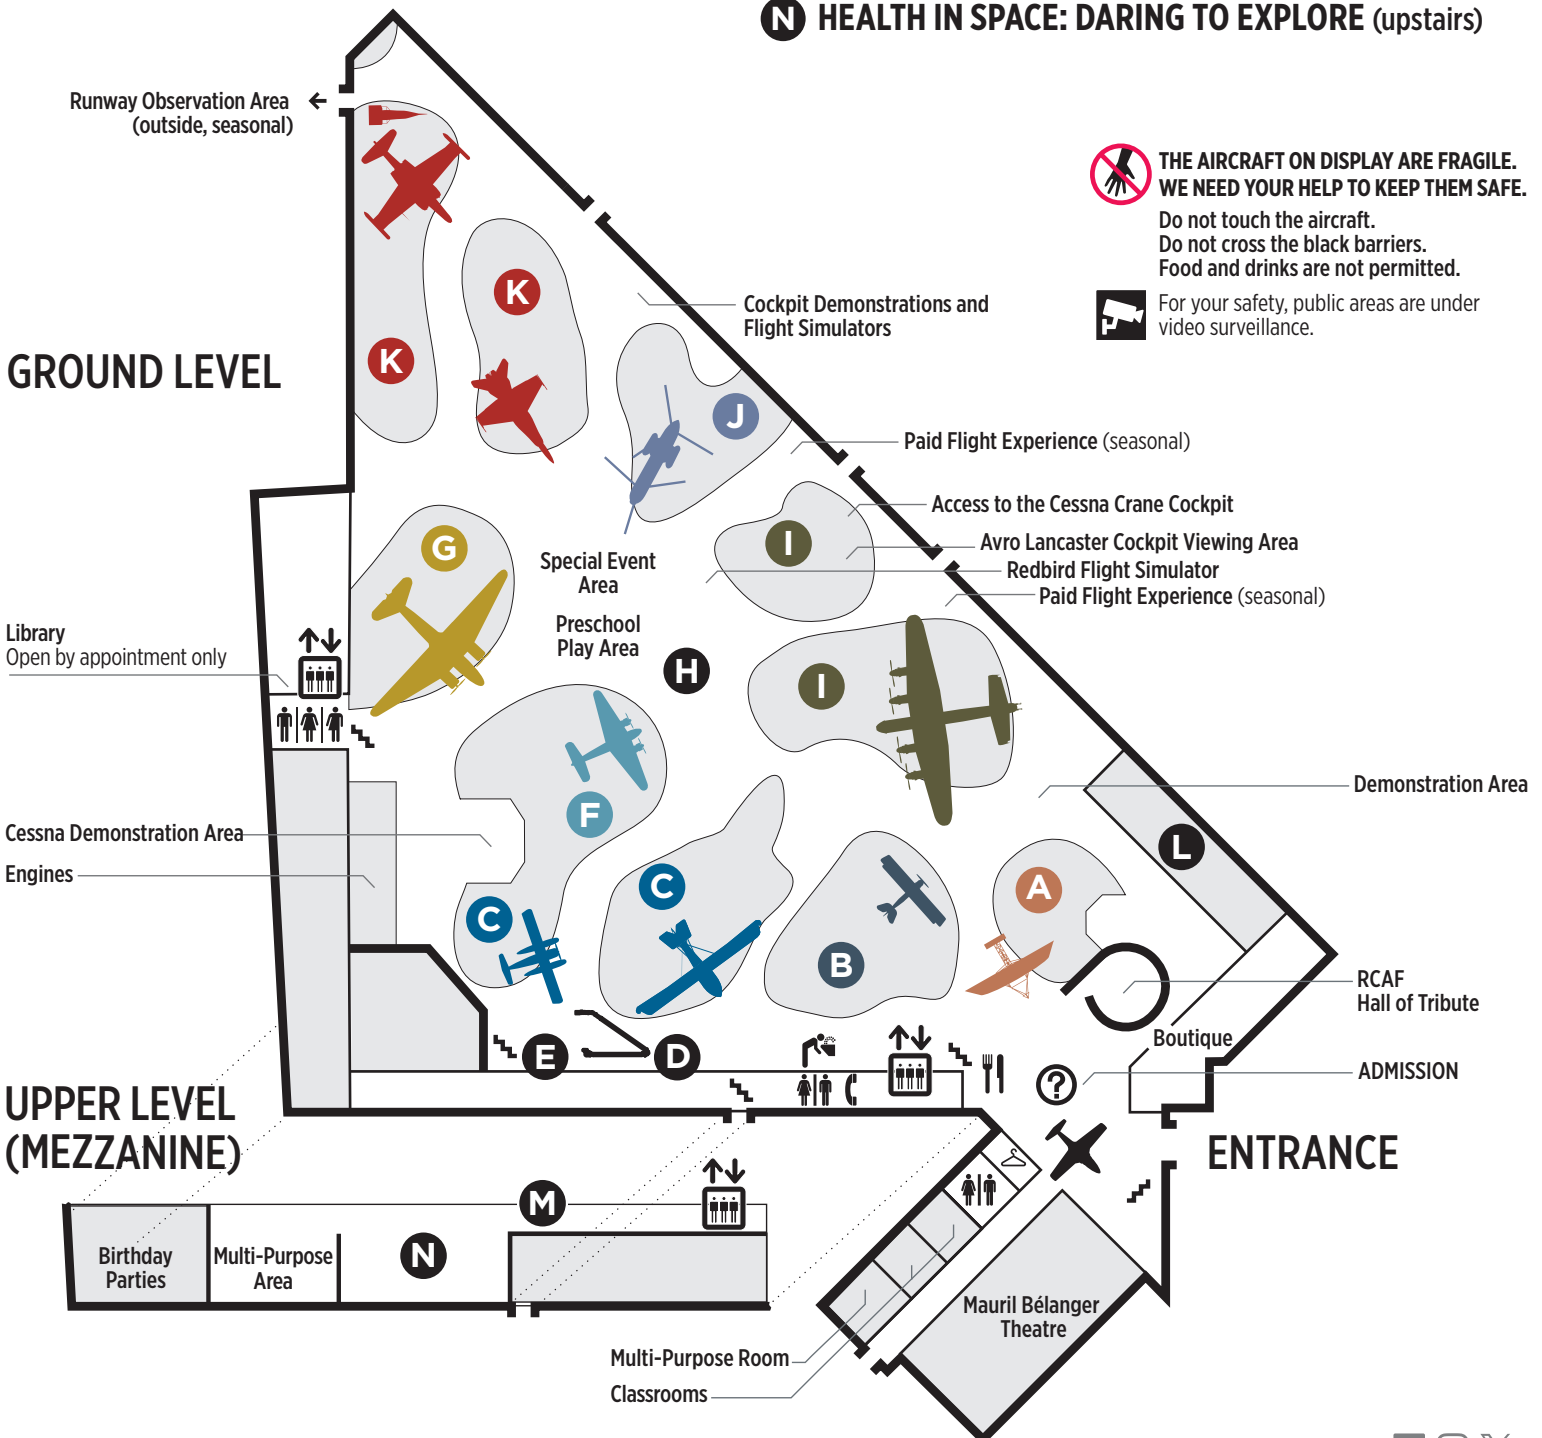 N HEALTH IN SPACE: DARING TO EXPLORE (upstairs)
Runway Observation Area
(outside, seasonal)
THE AIRCRAFT ON DISPLAY ARE FRAGILE.
WE NEED YOUR HELP TO KEEP THEM SAFE.
Do not touch the aircraft.
Do not cross the black barriers.
Food and drinks are not permitted.
For your safety, public areas are under
video surveillance.
K
Cockpit Demonstrations and
Flight Simulators
GROUND LEVEL
K
J
Paid Flight Experience (seasonal)
Access to the Cessna Crane Cockpit
G
I
Avro Lancaster Cockpit Viewing Area
Special Event
Area
Redbird Flight Simulator
Paid Flight Experience (seasonal)
Preschool
Play Area
Library
Open by appointment only
H
I
Demonstration Area
F
Cessna Demonstration Area
L
Engines
C
A
C
B
RCAF
Hall of Tribute
Boutique
E
D
ADMISSION
?
UPPER LEVEL
(MEZZANINE)
ENTRANCE
M
Birthday
Parties
Multi-Purpose
Area
N
Mauril Bélanger
Theatre
Multi-Purpose Room
Classrooms